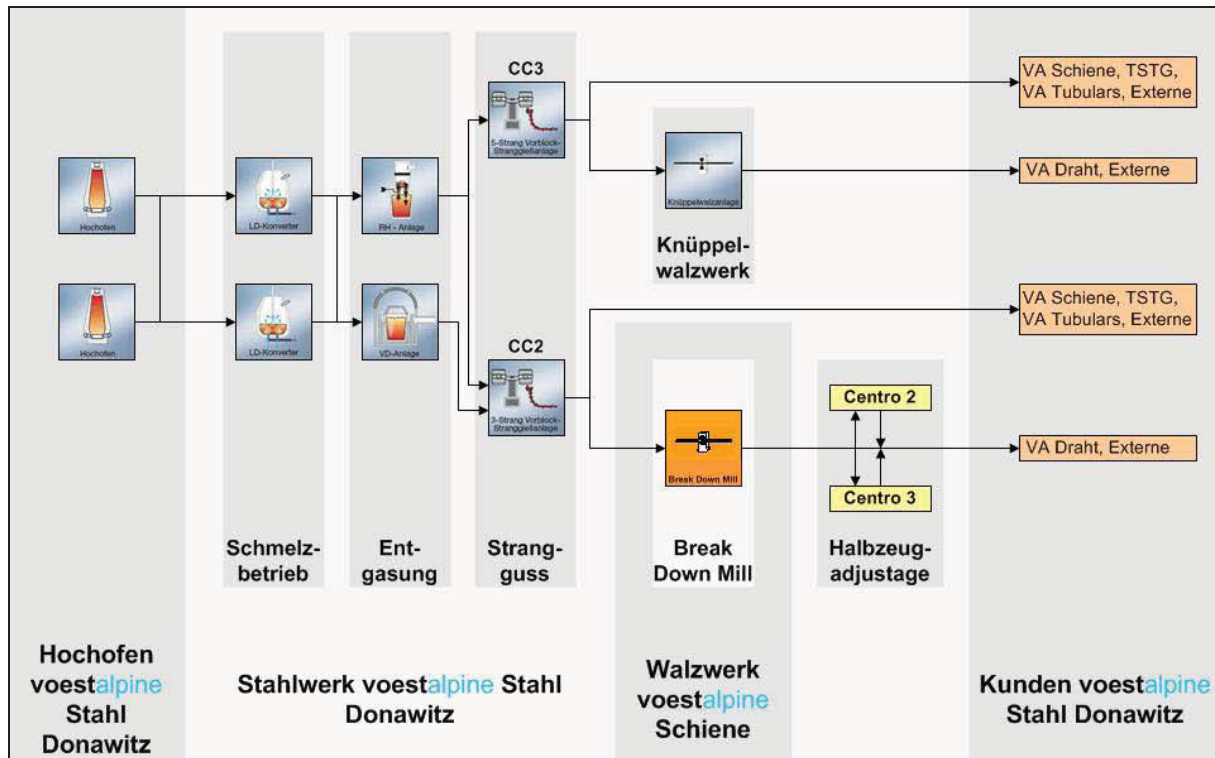 CC3
5-Strang Vorblock-
Stranggießanlage
VA Schiene, TSTG,
VA Tubulars, Externe
Hochofen
LD-Konverter
RH - Anlage
Knüppelwalzanlage
VA Draht, Externe
Knüppel-
walzwerk
Hochofen
LD-Konverter
VD-Anlage
CC2
3-Strang Vorblock-
Stranggießanlage
VA Schiene, TSTG,
VA Tubulars, Externe
Break Down Mill
Centro 2
Centro 3
VA Draht, Externe
Schmelz-
betrieb
Ent-
gasung
Strang-
guss
Break
Down Mill
Halbzeug-
adjustage
Hochofen
voestalpine
Stahl
Donawitz
Stahlwerk voestalpine Stahl
Donawitz
Walzwerk
voestalpine
Schiene
Kunden voestalpine
Stahl Donawitz